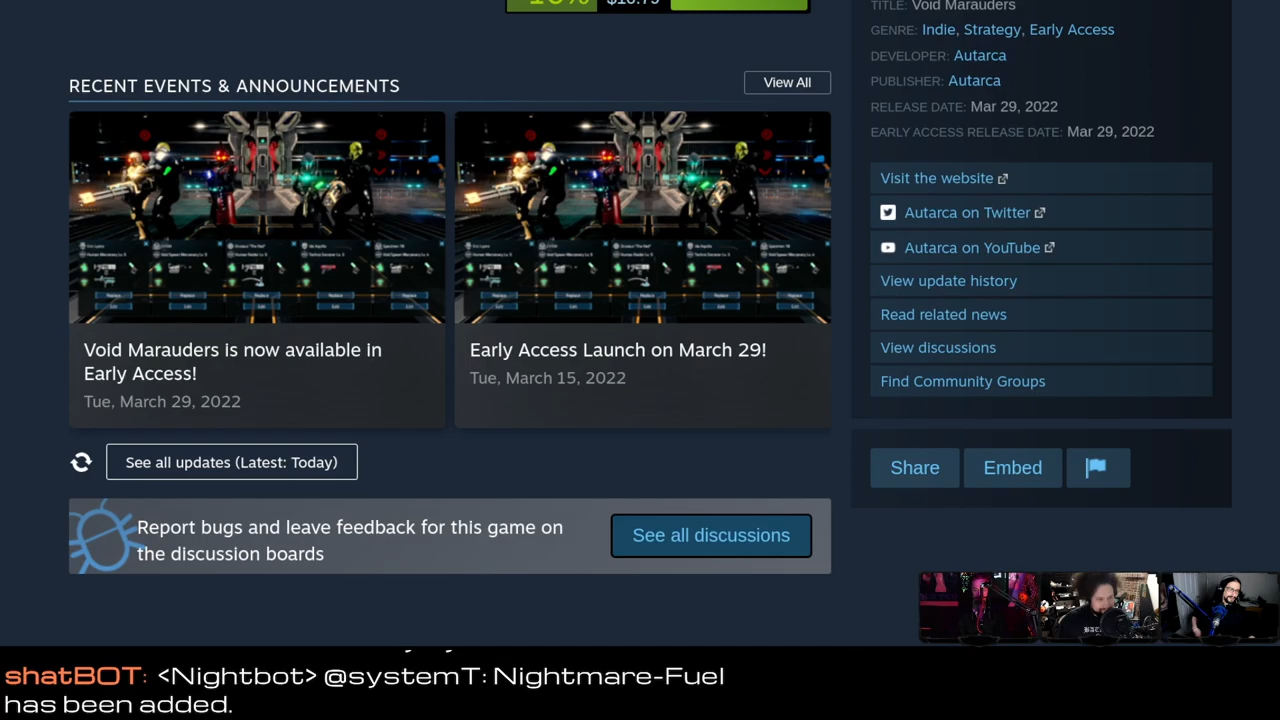 TITLE: Void Marauders
GENRE: Indie, Strategy, Early Access
DEVELOPER: Autarca
PUBLISHER: Autarca
RELEASE DATE: Mar 29, 2022
EARLY ACCESS RELEASE DATE: Mar 29, 2022
RECENT EVENTS & ANNOUNCEMENTS
View All
Void Marauders is now available in
Early Access!
Tue, March 29, 2022
Early Access Launch on March 29!
Tue, March 15, 2022
See all updates (Latest: Today)
Report bugs and leave feedback for this game on
the discussion boards
See all discussions
Visit the website
Autarca on Twitter
Autarca on YouTube
View update history
Read related news
View discussions
Find Community Groups
Share
Embed
shatBOT: <Nightbot> @systemT: Nightmare-Fuel
has been added.